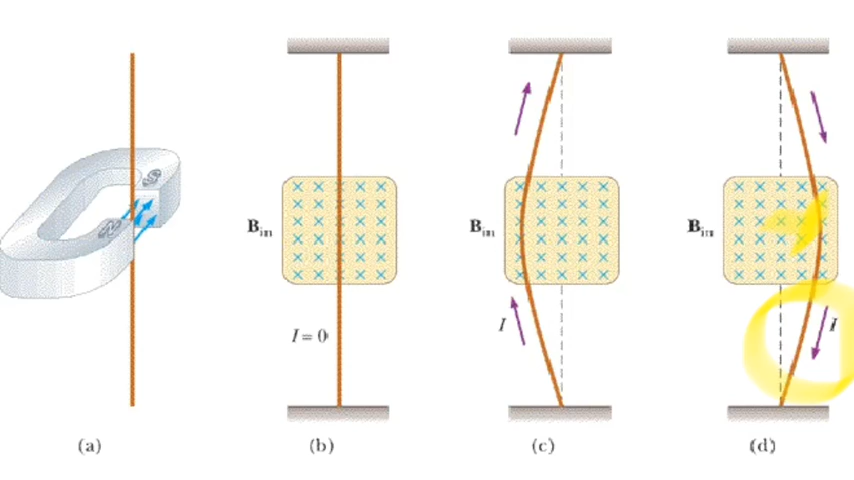 S
N
B_in
I = 0
B_in
I
B_in
I
(a)
(b)
(c)
(d)